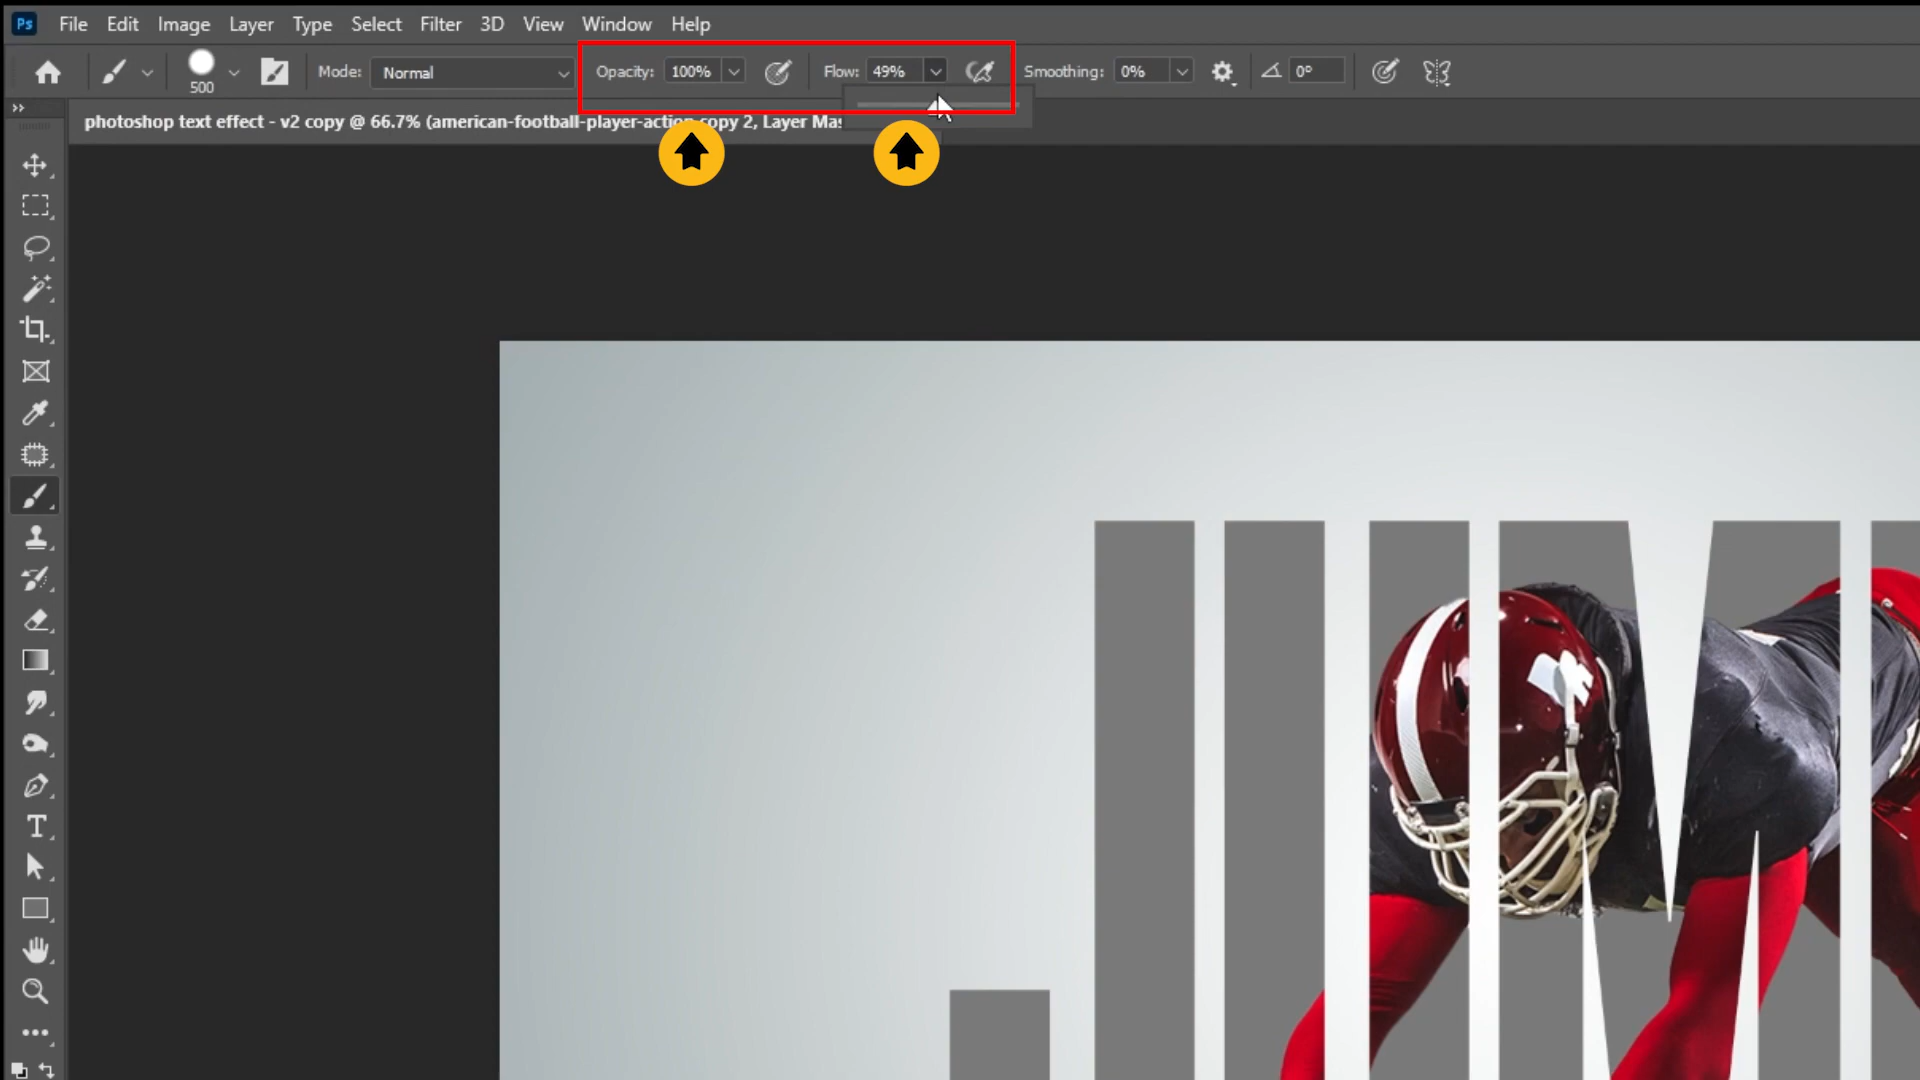 Ps File Edit Image Layer Type Select Filter 3D View Window Help
500 Mode: Normal Opacity: 100% Flow: 49% Smoothing: 0% 0°
photoshop text effect - v2 copy @ 66.7% (american-football-player-action copy 2, Layer Mas
T